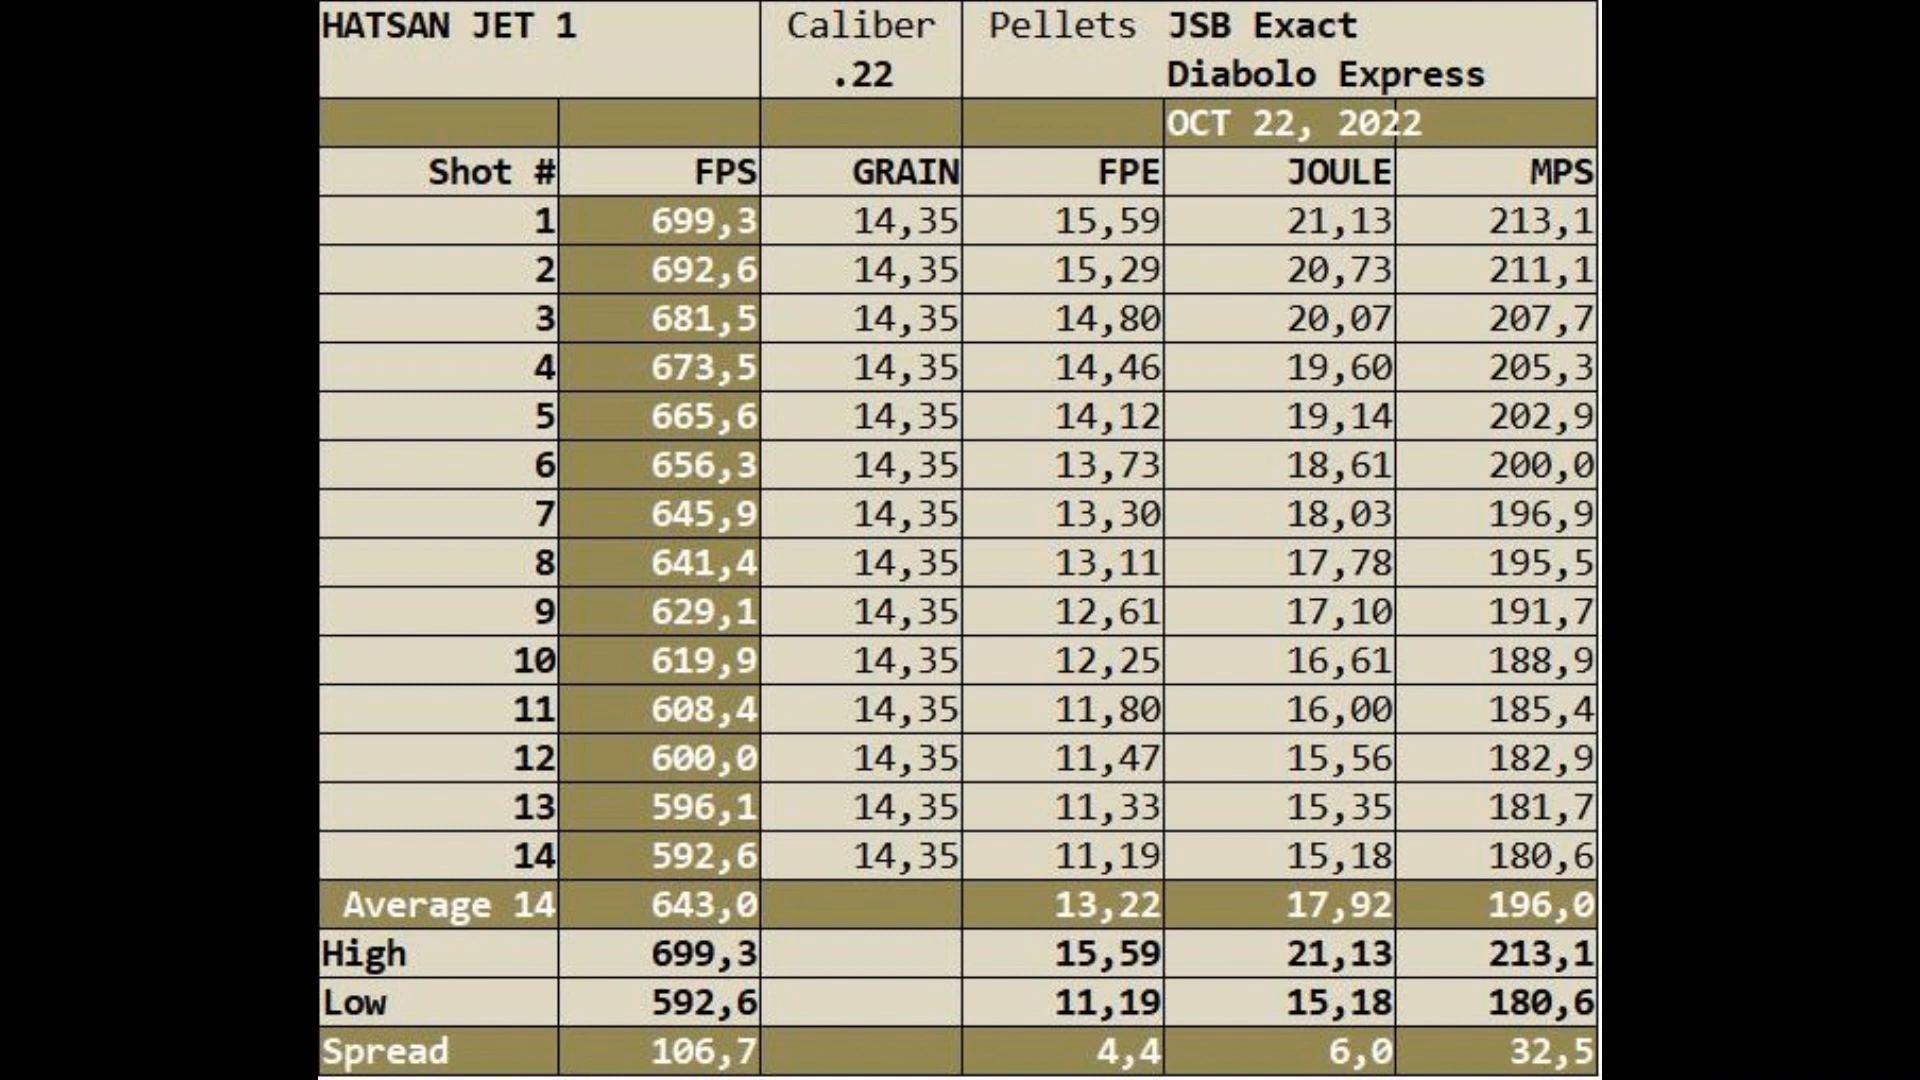 HATSAN JET 1 Caliber Pellets JSB Exact
.22 Diabolo Express
OCT 22, 2022
Shot # FPS GRAIN FPE JOULE MPS
1 699,3 14,35 15,59 21,13 213,1
2 692,6 14,35 15,29 20,73 211,1
3 681,5 14,35 14,80 20,07 207,7
4 673,5 14,35 14,46 19,60 205,3
5 665,6 14,35 14,12 19,14 202,9
6 656,3 14,35 13,73 18,61 200,0
7 645,9 14,35 13,30 18,03 196,9
8 641,4 14,35 13,11 17,78 195,5
9 629,1 14,35 12,61 17,10 191,7
10 619,9 14,35 12,25 16,61 188,9
11 608,4 14,35 11,80 16,00 185,4
12 600,0 14,35 11,47 15,56 182,9
13 596,1 14,35 11,33 15,35 181,7
14 592,6 14,35 11,19 15,18 180,6
Average 14 643,0 13,22 17,92 196,0
High 699,3 15,59 21,13 213,1
Low 592,6 11,19 15,18 180,6
Spread 106,7 4,4 6,0 32,5